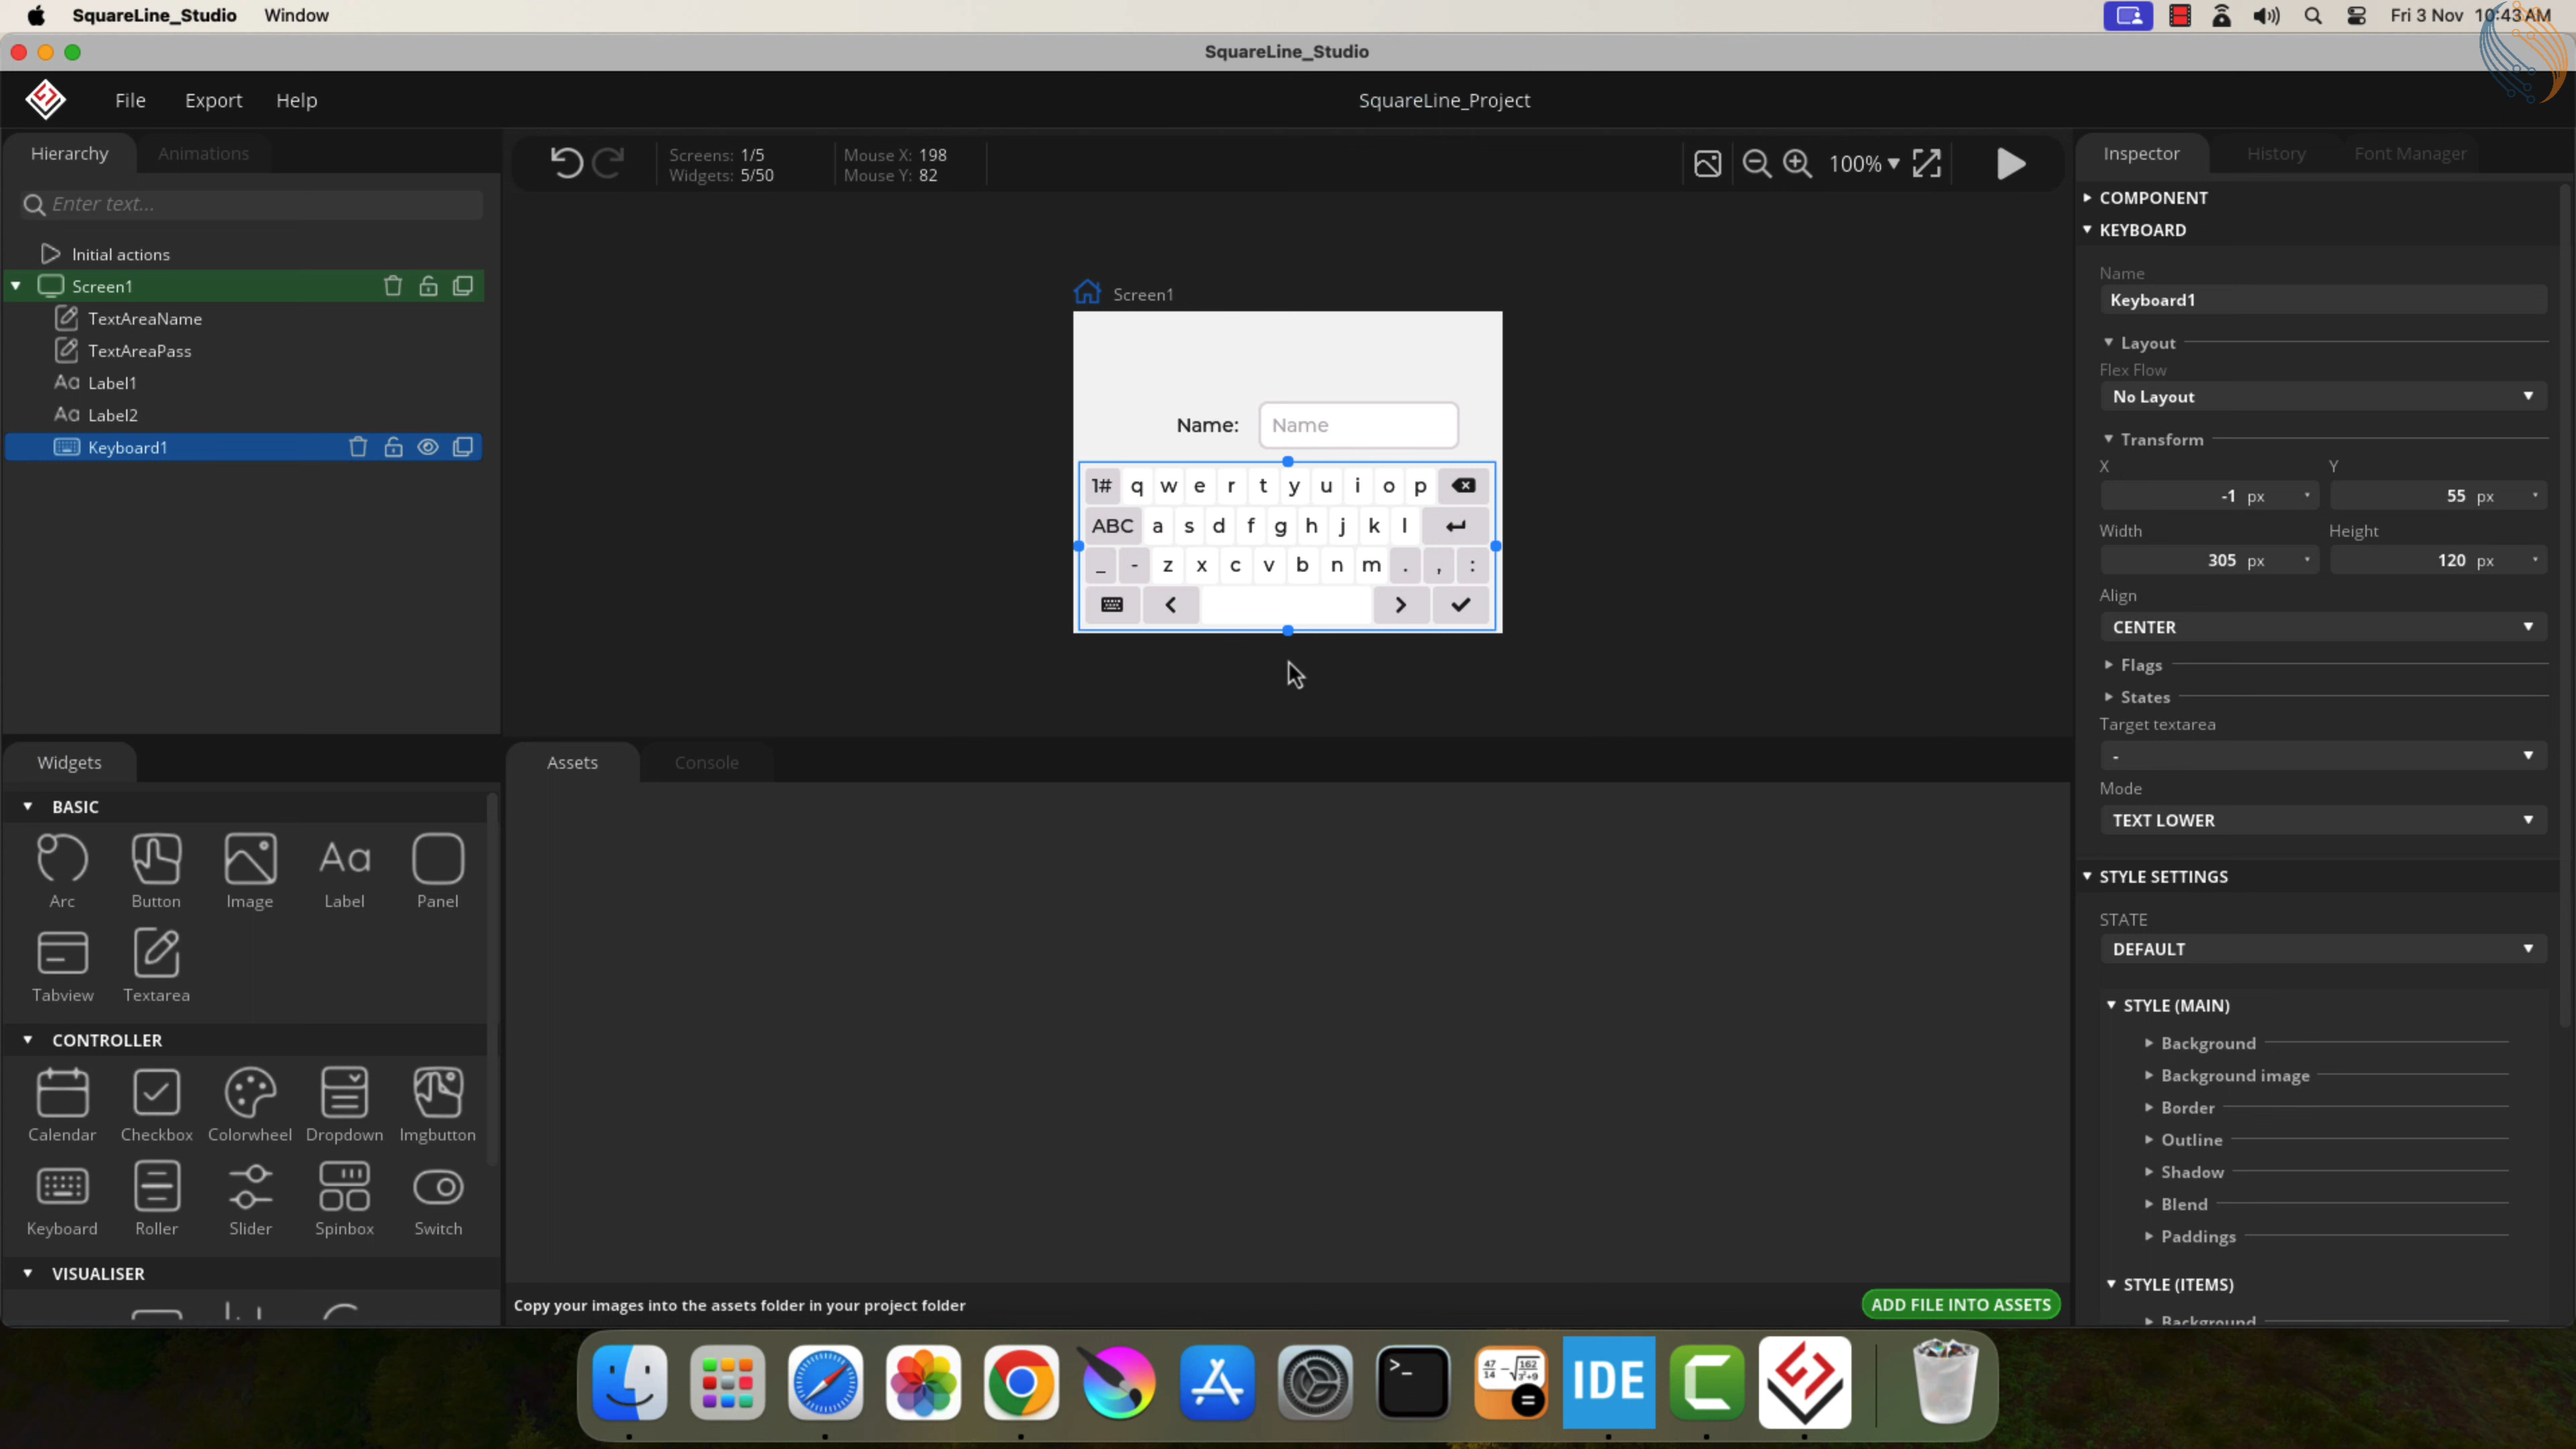 SquareLine_Studio Window
Fri 3 Nov 10:43 AM
SquareLine_Studio
File Export Help
SquareLine_Project
Hierarchy Animations
Screens: 1/5
Widgets: 5/50
Mouse X: 198
Mouse Y: 82
100%
Inspector History Font Manager
Enter text...
Initial actions
Screen1
TextAreaName
TextAreaPass
Label1
Label2
Keyboard1
Screen1
Name: Name
1# q w e r t y u i o p
ABC a s d f g h j k l
_ - z x c v b n m . , :
COMPONENT
KEYBOARD
Name
Keyboard1
Layout
Flex Flow
No Layout
Transform
X Y
-1 px 55 px
Width Height
305 px 120 px
Align
CENTER
Flags
States
Target textarea
-
Mode
TEXT LOWER
STYLE SETTINGS
STATE
DEFAULT
STYLE (MAIN)
Background
Background image
Border
Outline
Shadow
Blend
Paddings
STYLE (ITEMS)
Background
Widgets
BASIC
Arc Button Image Label Panel
Tabview Textarea
CONTROLLER
Calendar Checkbox Colorwheel Dropdown Imgbutton
Keyboard Roller Slider Spinbox Switch
VISUALISER
Assets Console
Copy your images into the assets folder in your project folder
ADD FILE INTO ASSETS
IDE